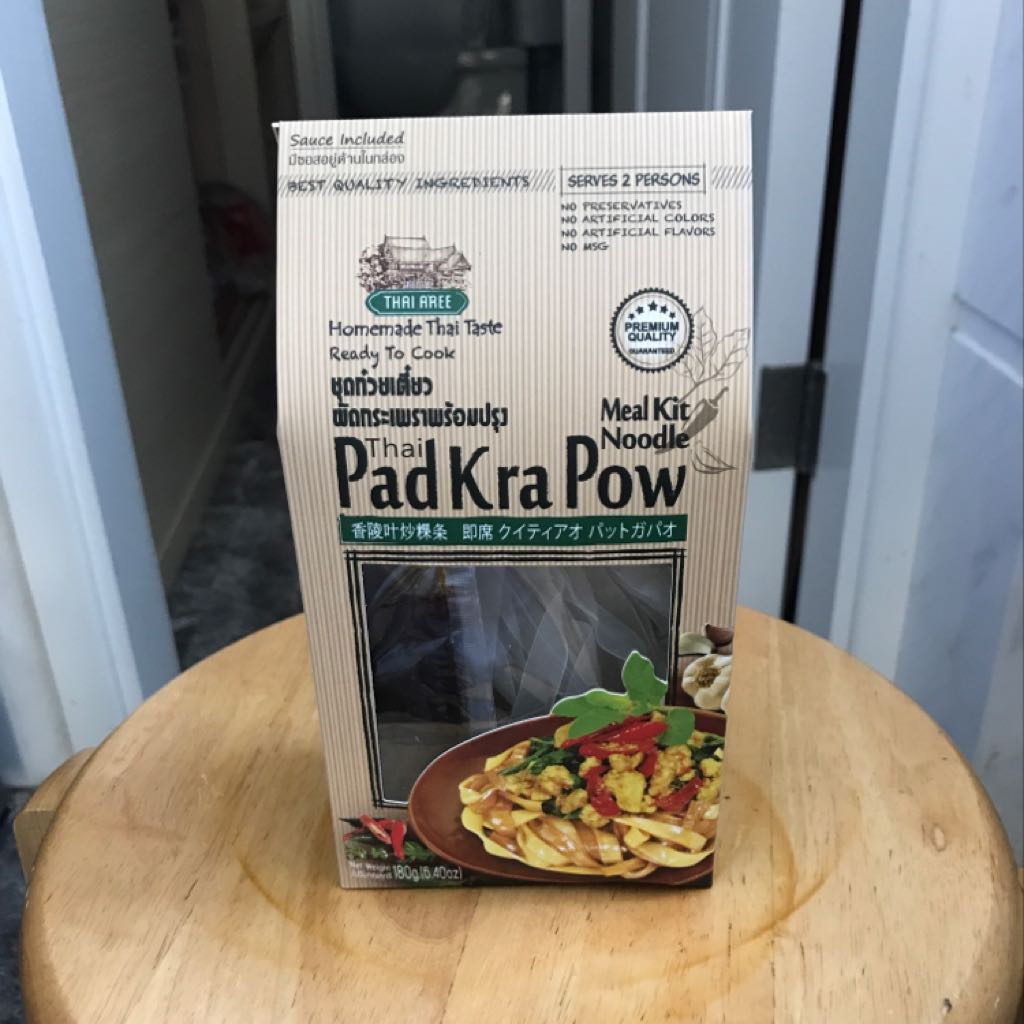 Sauce Included
มีซอสอยู่ด้านในกล่อง
BEST QUALITY INGREDIENTS
SERVES 2 PERSONS
NO PRESERVATIVES
NO ARTIFICIAL COLORS
NO ARTIFICIAL FLAVORS
NO MSG
THAI AREE
Homemade Thai Taste
Ready To Cook
PREMIUM
QUALITY
GUARANTEED
ชุดก๋วยเตี๋ยว
ผัดกระเพราพร้อมปรุง
Meal Kit
Noodle
Thai
Pad Kra Pow
香陵叶炒粿条 即席 クイティアオ パットガパオ
Net Weight
180g (6.40oz)